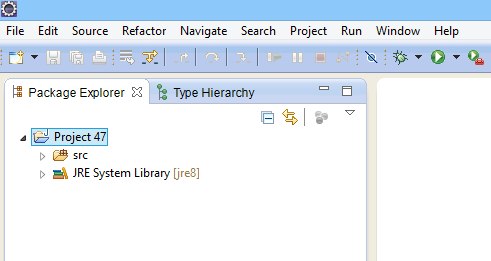 File Edit Source Refactor Navigate Search Project Run Window Help
Package Explorer Type Hierarchy
Project 47
src
JRE System Library [jre8]